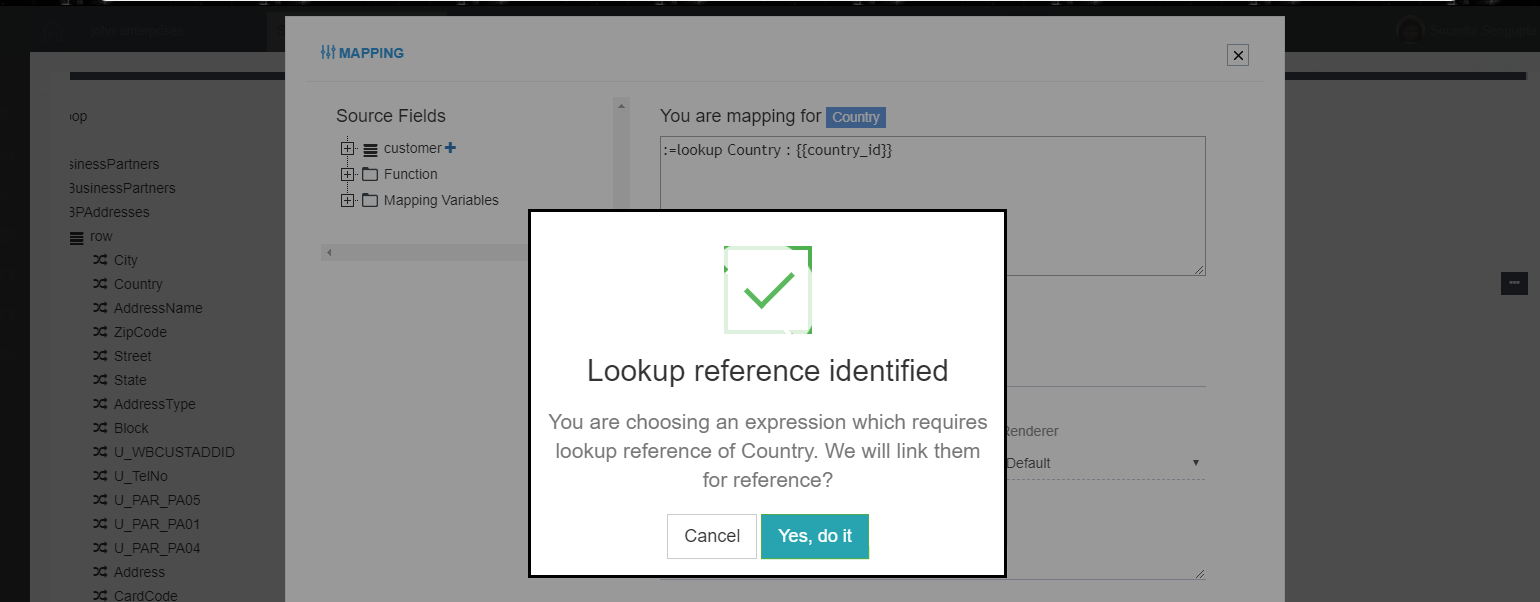 MAPPING
Source Fields
customer
Function
Mapping Variables
You are mapping for Country
:=lookup Country : {{country_id}}
oop
sinessPartners
BusinessPartners
BPAddresses
row
City
Country
AddressName
ZipCode
Street
State
AddressType
Block
U_WBCUSTADDID
U_TelNo
U_PAR_PA05
U_PAR_PA01
U_PAR_PA04
Address
CardCode
Renderer
Default
Lookup reference identified
You are choosing an expression which requires
lookup reference of Country. We will link them
for reference?
Cancel
Yes, do it